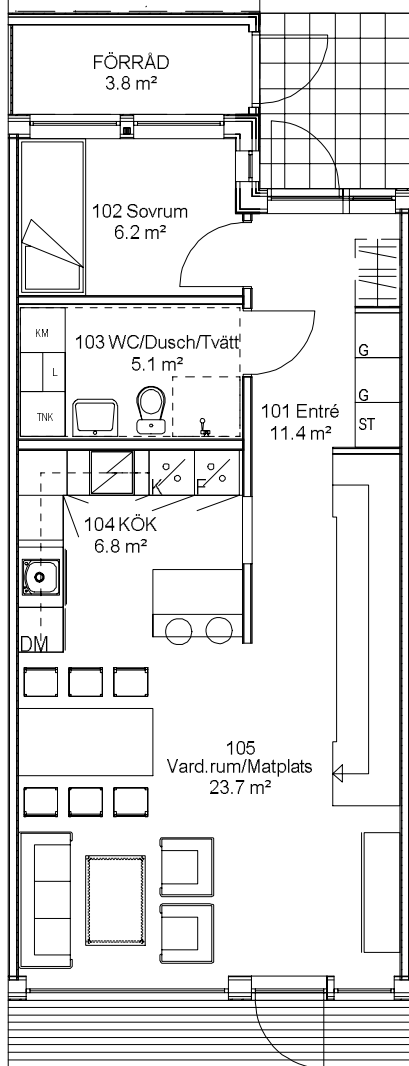 FÖRRÅD
3.8 m²
102 Sovrum
6.2 m²
KM
L
TNK
103 WC/Dusch/Tvätt
5.1 m²
G
G
ST
101 Entré
11.4 m²
K
F
104 KÖK
6.8 m²
DM
105
Vard.rum/Matplats
23.7 m²